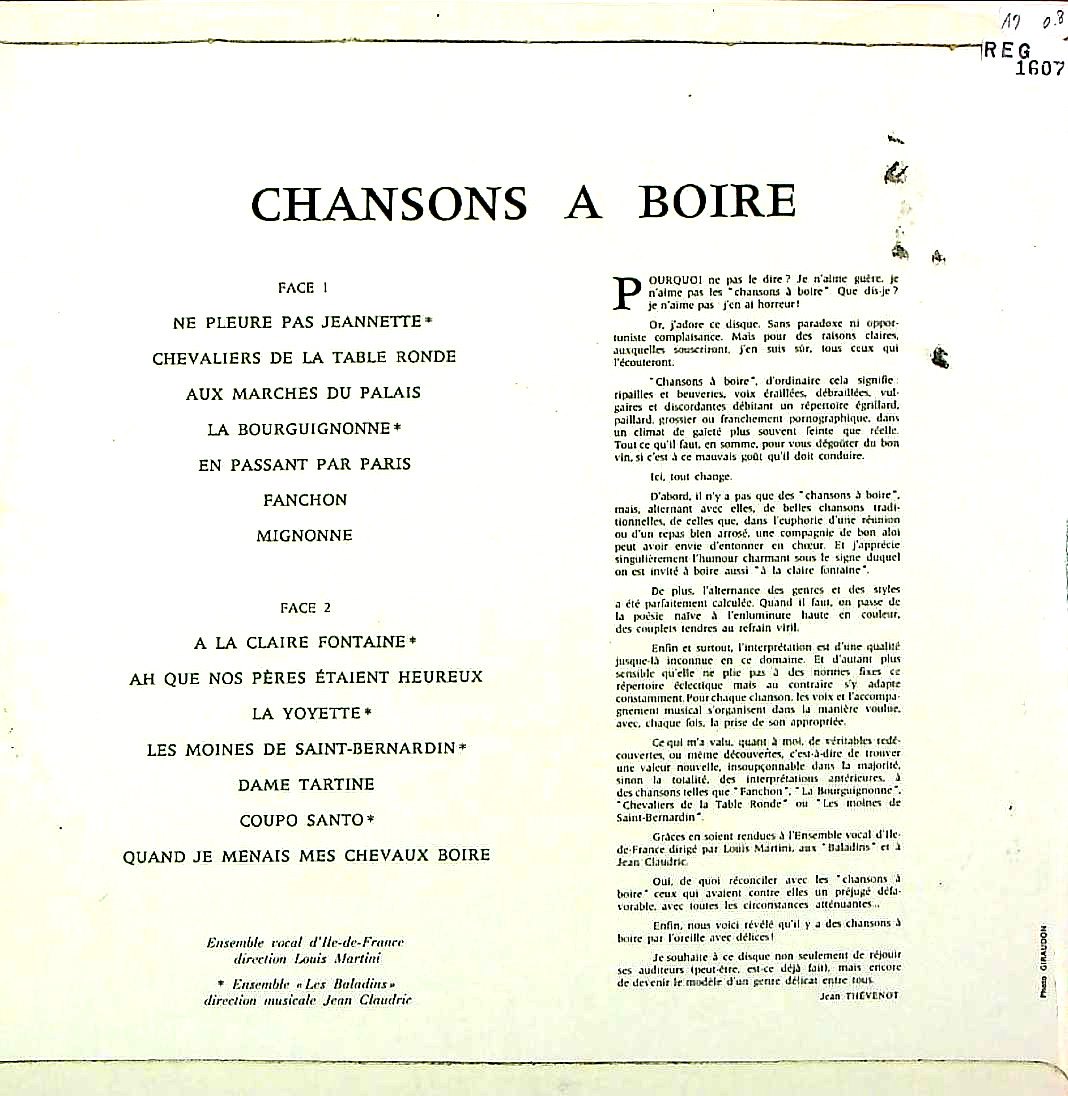 19 0.8
REG
1607
CHANSONS A BOIRE
FACE 1
NE PLEURE PAS JEANNETTE*
CHEVALIERS DE LA TABLE RONDE
AUX MARCHES DU PALAIS
LA BOURGUIGNONNE*
EN PASSANT PAR PARIS
FANCHON
MIGNONNE
FACE 2
A LA CLAIRE FONTAINE*
AH QUE NOS PÈRES ÉTAIENT HEUREUX
LA YOYETTE*
LES MOINES DE SAINT-BERNARDIN*
DAME TARTINE
COUPO SANTO*
QUAND JE MENAIS MES CHEVAUX BOIRE
Ensemble vocal d'Ile-de-France
direction Louis Martini
* Ensemble «Les Baladins»
direction musicale Jean Claudric
POURQUOI ne pas le dire? Je n'aime guère, je
n'aime pas les "chansons à boire" Que dis-je?
je n'aime pas j'en ai horreur!
Or, j'adore ce disque. Sans paradoxe ni oppor-
tuniste complaisance. Mais pour des raisons claires,
auxquelles souscriront, j'en suis sûr, tous ceux qui
l'écouteront.
"Chansons à boire", d'ordinaire cela signifie:
ripailles et beuveries, voix éraillées, débraillées, vul-
gaires et discordantes débitant un répertoire égrillard,
paillard, grossier ou franchement pornographique, dans
un climat de gaieté plus souvent feinte que réelle.
Tout ce qu'il faut, en somme, pour vous dégoûter du bon
vin, si c'est à ce mauvais goût qu'il doit conduire.
Ici, tout change.
D'abord, il n'y a pas que des "chansons à boire",
mais, alternant avec elles, de belles chansons tradi-
tionnelles, de celles que, dans l'euphorie d'une réunion
ou d'un repas bien arrosé, une compagnie de bon aloi
peut avoir envie d'entonner en chœur. Et j'apprécie
singulièrement l'humour charmant sous le signe duquel
on est invité à boire aussi "à la claire fontaine".
De plus, l'alternance des genres et des styles
a été parfaitement calculée. Quand il faut, on passe de
la poésie naïve à l'enluminure haute en couleur,
des couplets tendres au refrain viril.
Enfin et surtout, l'interprétation est d'une qualité
jusque-là inconnue en ce domaine. Et d'autant plus
sensible qu'elle ne plie pas à des normes fixes ce
répertoire éclectique mais au contraire s'y adapte
constamment. Pour chaque chanson, les voix et l'accompa-
gnement musical s'organisent dans la manière voulue,
avec, chaque fois, la prise de son appropriée.
Ce qui m'a valu, quant à moi, de véritables redé-
couvertes, ou même découvertes, c'est-à-dire de trouver
une valeur nouvelle, insoupçonnable dans la majorité,
sinon la totalité, des interprétations antérieures, à
des chansons telles que "Fanchon", "La Bourguignonne",
"Chevaliers de la Table Ronde" ou "Les moines de
Saint-Bernardin".
Grâces en soient rendues à l'Ensemble vocal d'Ile-
de-France dirigé par Louis Martini, aux "Baladins" et à
Jean Claudric.
Oui, de quoi réconcilier avec les "chansons à
boire" ceux qui avaient contre elles un préjugé défa-
vorable, avec toutes les circonstances atténuantes...
Enfin, nous voici révélé qu'il y a des chansons à
boire par l'oreille avec délices!
Je souhaite à ce disque non seulement de réjouir
ses auditeurs (peut-être, est-ce déjà fait), mais encore
de devenir le modèle d'un genre délicat entre tous.
Jean THÉVENOT
Photo GIRAUDON